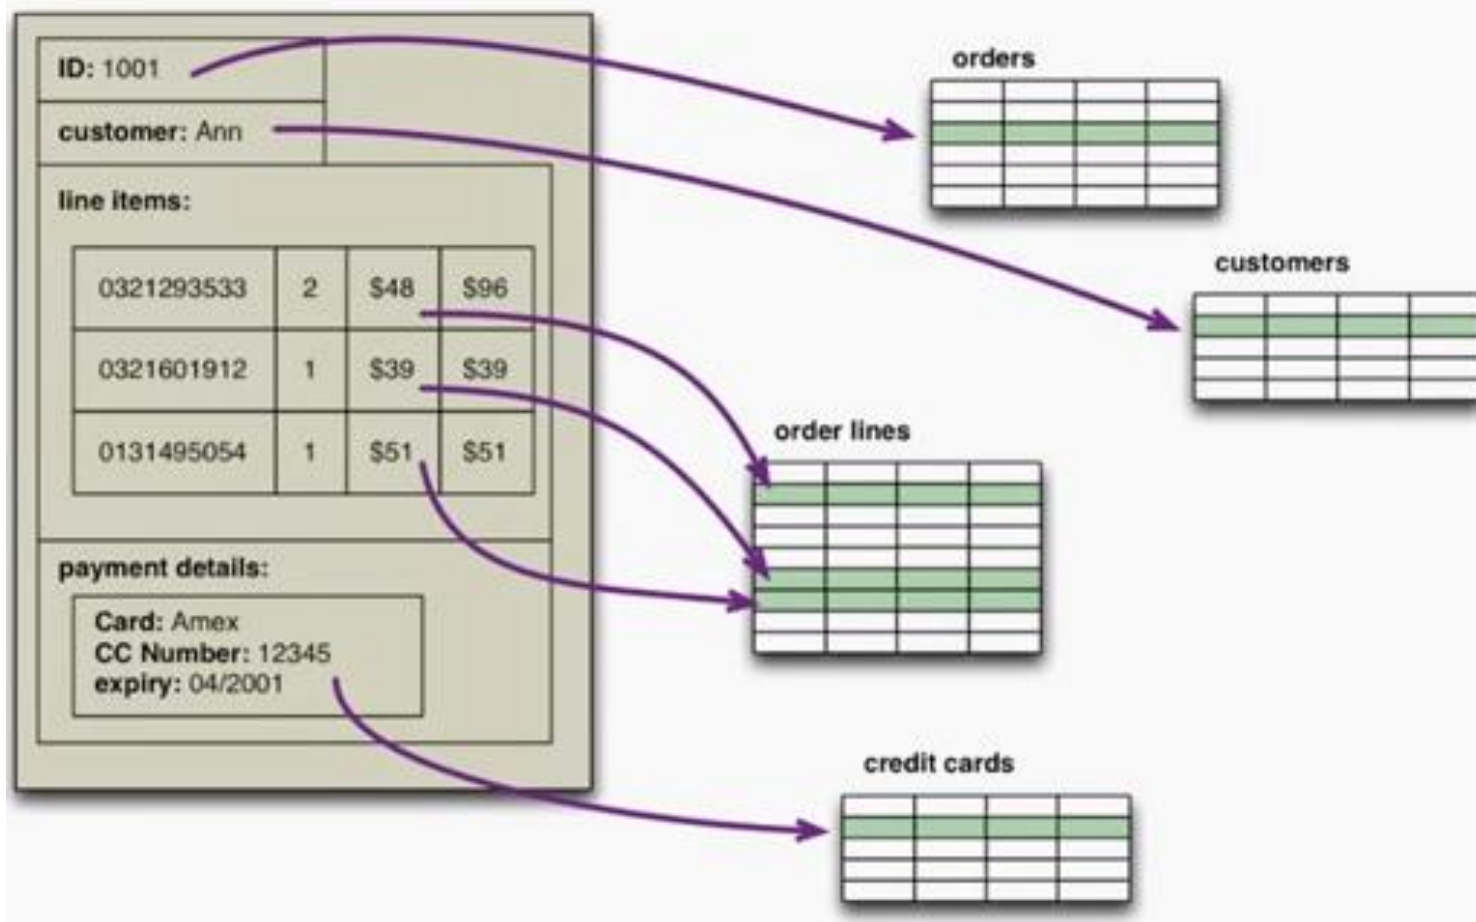 ID: 1001
customer: Ann
line items:
0321293533 2 $48 $96
0321601912 1 $39 $39
0131495054 1 $51 $51
payment details:
Card: Amex
CC Number: 12345
expiry: 04/2001
orders
customers
order lines
credit cards